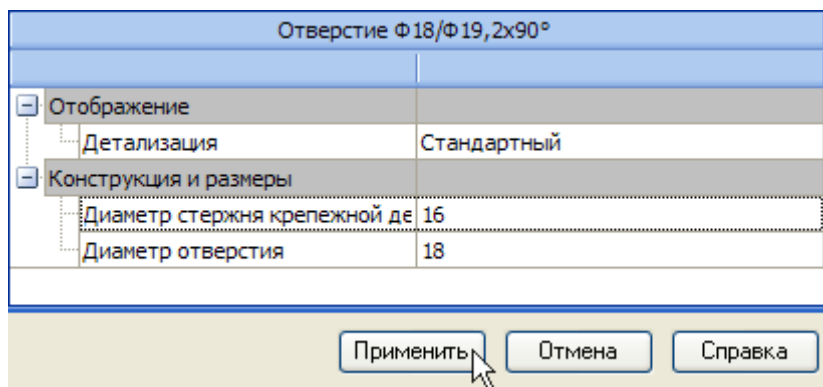 Отверстие Ф18/Ф19,2х90°
Отображение
Детализация Стандартный
Конструкция и размеры
Диаметр стержня крепежной де 16
Диаметр отверстия 18
Применить Отмена Справка